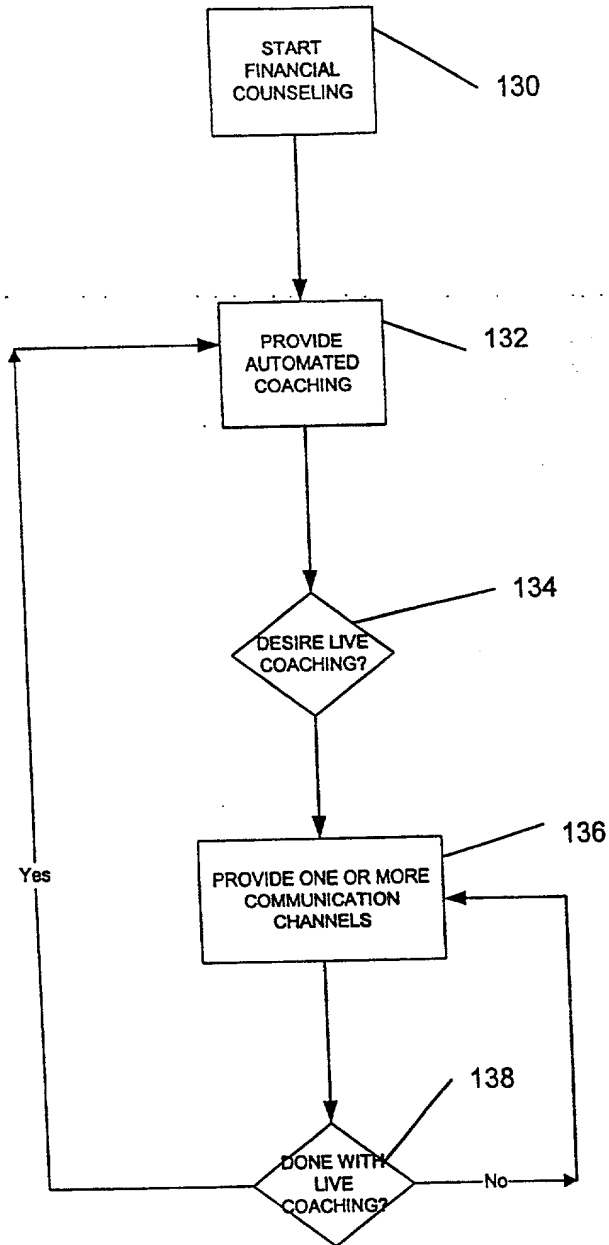 START
FINANCIAL
COUNSELING
130
PROVIDE
AUTOMATED
COACHING
132
134
DESIRE LIVE
COACHING?
136
PROVIDE ONE OR MORE
COMMUNICATION
CHANNELS
Yes
138
DONE WITH
LIVE
COACHING?
No